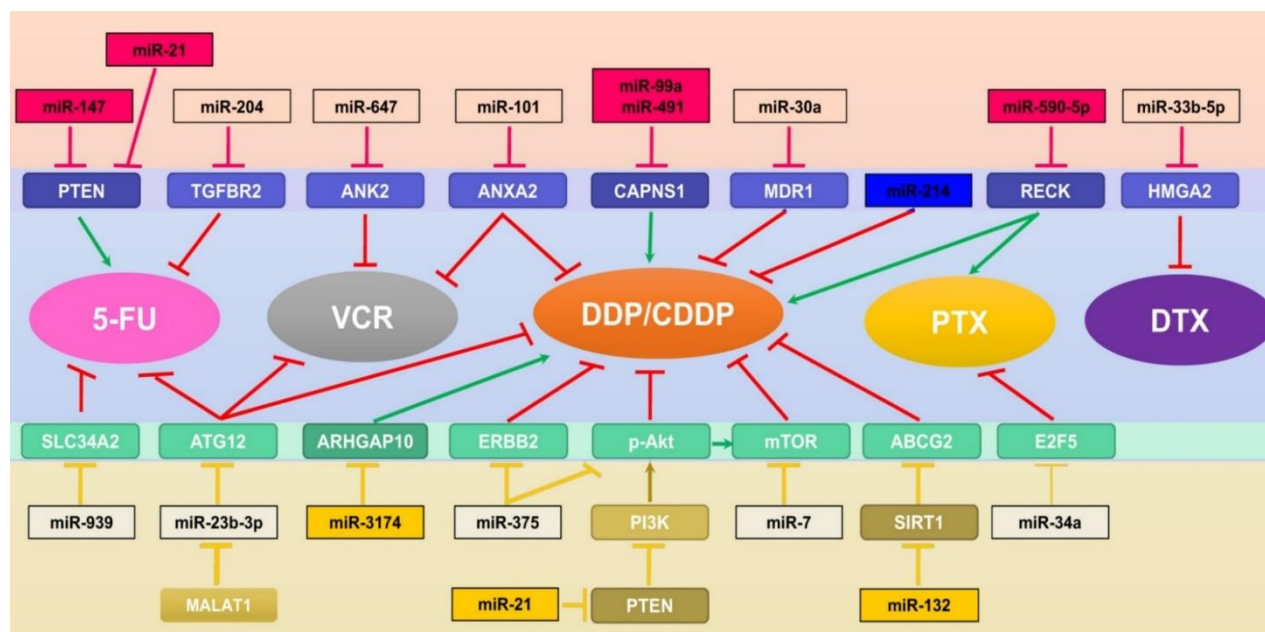 miR-21
miR-147
miR-204
miR-647
miR-101
miR-99a
miR-491
miR-30a
miR-590-5p
miR-33b-5p
PTEN
TGFBR2
ANK2
ANXA2
CAPNS1
MDR1
miR-214
RECK
HMGA2
5-FU
VCR
DDP/CDDP
PTX
DTX
SLC34A2
ATG12
ARHGAP10
ERBB2
p-Akt
mTOR
ABCG2
E2F5
miR-939
miR-23b-3p
miR-3174
miR-375
PI3K
miR-7
SIRT1
miR-34a
MALAT1
miR-21
PTEN
miR-132